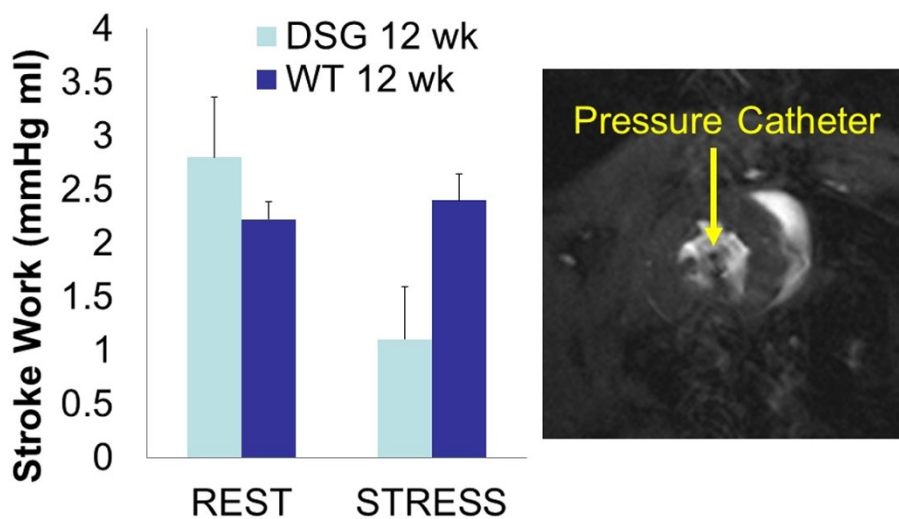 Stroke Work (mmHg ml)
4
3.5
3
2.5
2
1.5
1
0.5
0
DSG 12 wk
WT 12 wk
REST
STRESS
Pressure Catheter